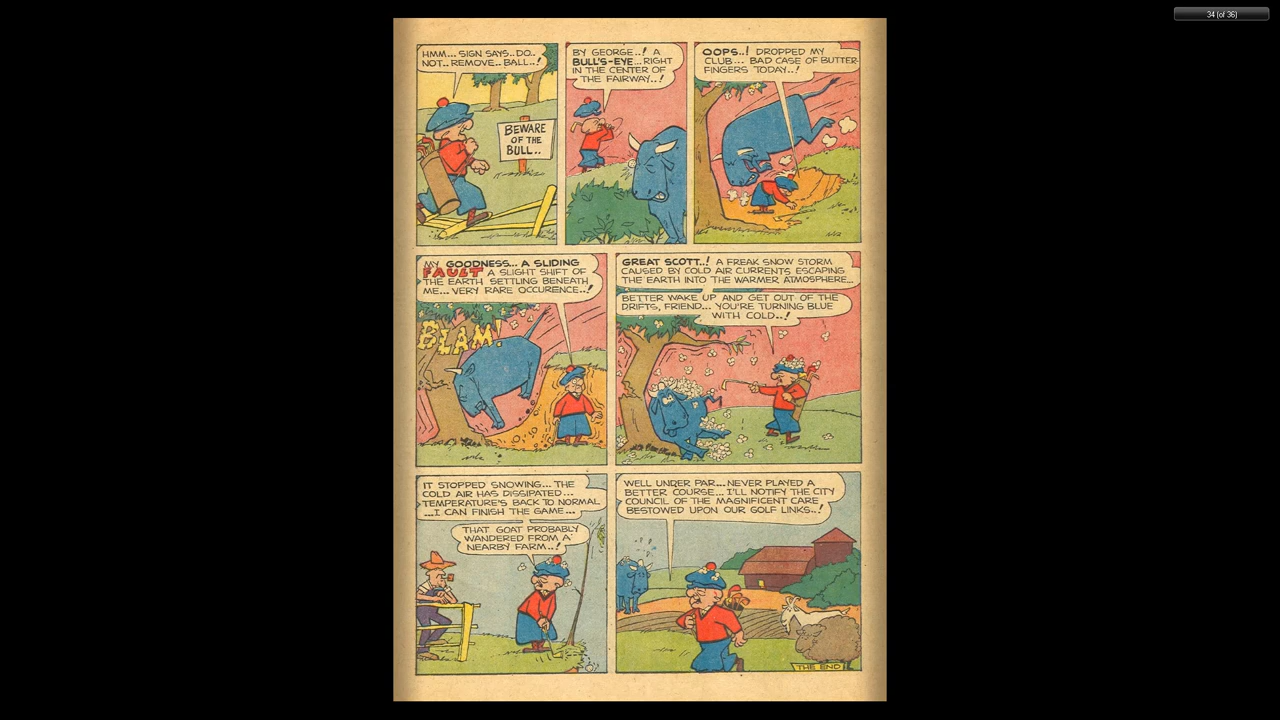 34 (of 36)
HMM... SIGN SAYS.. DO..
NOT.. REMOVE.. BALL..!
BEWARE
OF THE
BULL..
BY GEORGE..! A
BULL'S-EYE... RIGHT
IN THE CENTER OF
THE FAIRWAY..!
OOPS..! DROPPED MY
CLUB... BAD CASE OF BUTTER-
FINGERS TODAY..!
MY GOODNESS... A SLIDING
FAULT A SLIGHT SHIFT OF
THE EARTH SETTLING BENEATH
ME... VERY RARE OCCURENCE..!
BLAM!
GREAT SCOTT..! A FREAK SNOW STORM
CAUSED BY COLD AIR CURRENTS ESCAPING
THE EARTH INTO THE WARMER ATMOSPHERE...
BETTER WAKE UP AND GET OUT OF THE
DRIFTS, FRIEND... YOU'RE TURNING BLUE
WITH COLD..!
IT STOPPED SNOWING... THE
COLD AIR HAS DISSIPATED...
TEMPERATURE'S BACK TO NORMAL
...I CAN FINISH THE GAME...
THAT GOAT PROBABLY
WANDERED FROM A
NEARBY FARM..!
WELL UNDER PAR... NEVER PLAYED A
BETTER COURSE... I'LL NOTIFY THE CITY
COUNCIL OF THE MAGNIFICENT CARE
BESTOWED UPON OUR GOLF LINKS..!
THE END